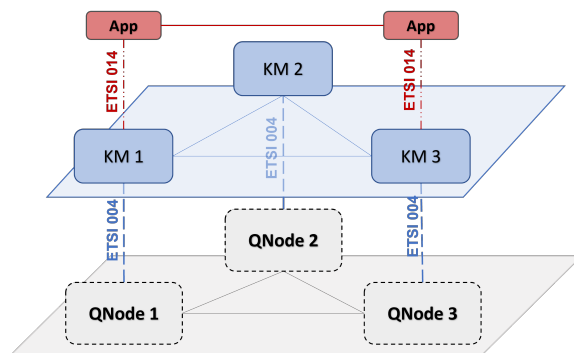 App
App
ETSI 014
ETSI 014
KM 2
KM 1
KM 3
ETSI 004
ETSI 004
ETSI 004
QNode 2
QNode 1
QNode 3